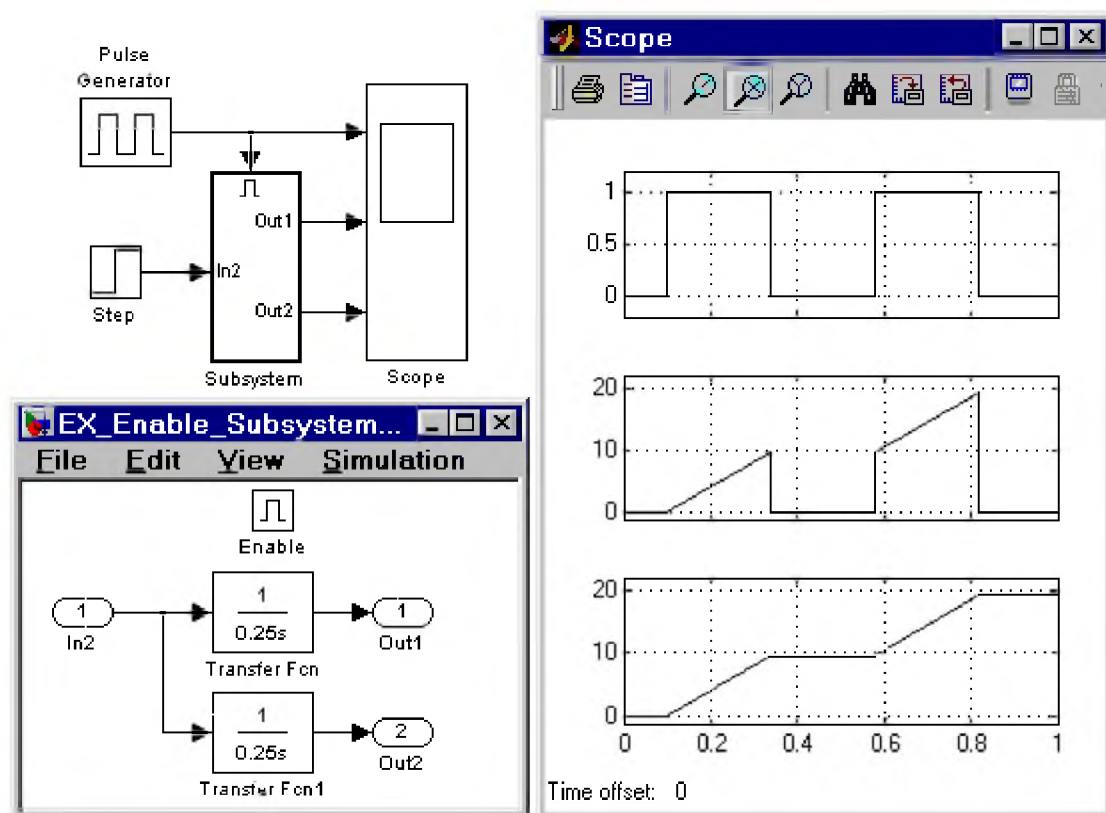 Pulse
Generator
Out1
In2
Out2
Step
Subsystem
Scope
EX_Enable_Subsystem...
File Edit View Simulation
Enable
1
In2
1
0.25s
Transfer Fcn
1
Out1
1
0.25s
Transfer Fcn1
2
Out2
Scope
1
0.5
0
20
10
0
20
10
0
0 0.2 0.4 0.6 0.8 1
Time offset: 0